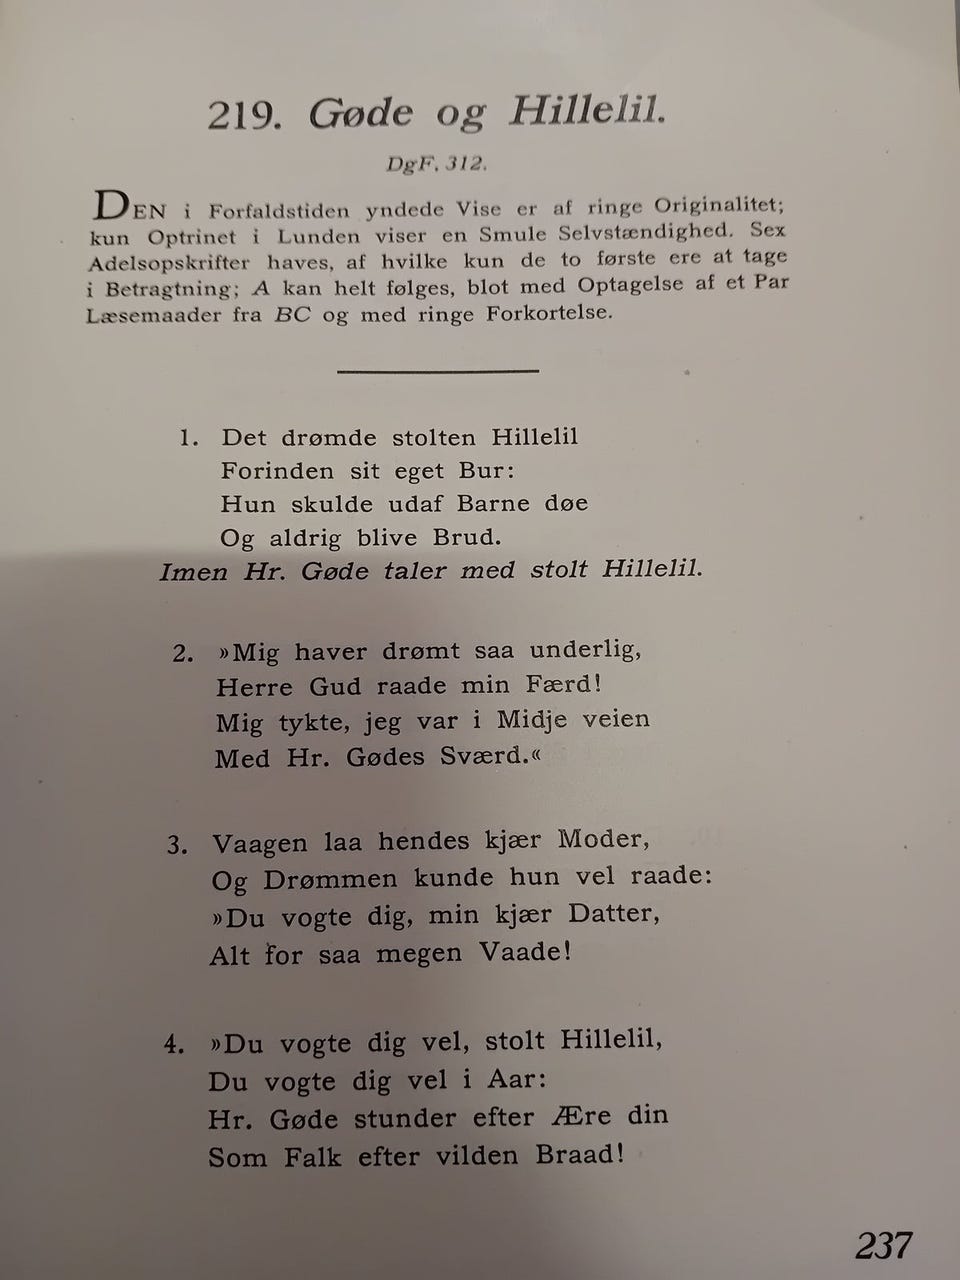 219. Gøde og Hillelil.
DgF. 312.
DEN i Forfaldstiden yndede Vise er af ringe Originalitet;
kun Optrinet i Lunden viser en Smule Selvstændighed. Sex
Adelsopskrifter haves, af hvilke kun de to første ere at tage
i Betragtning; A kan helt følges, blot med Optagelse af et Par
Læsemaader fra BC og med ringe Forkortelse.
1. Det drømde stolten Hillelil
Forinden sit eget Bur:
Hun skulde udaf Barne døe
Og aldrig blive Brud.
Imen Hr. Gøde taler med stolt Hillelil.
2. »Mig haver drømt saa underlig,
Herre Gud raade min Færd!
Mig tykte, jeg var i Midje veien
Med Hr. Gødes Sværd.«
3. Vaagen laa hendes kjær Moder,
Og Drømmen kunde hun vel raade:
»Du vogte dig, min kjær Datter,
Alt for saa megen Vaade!
4. »Du vogte dig vel, stolt Hillelil,
Du vogte dig vel i Aar:
Hr. Gøde stunder efter Ære din
Som Falk efter vilden Braad!
237